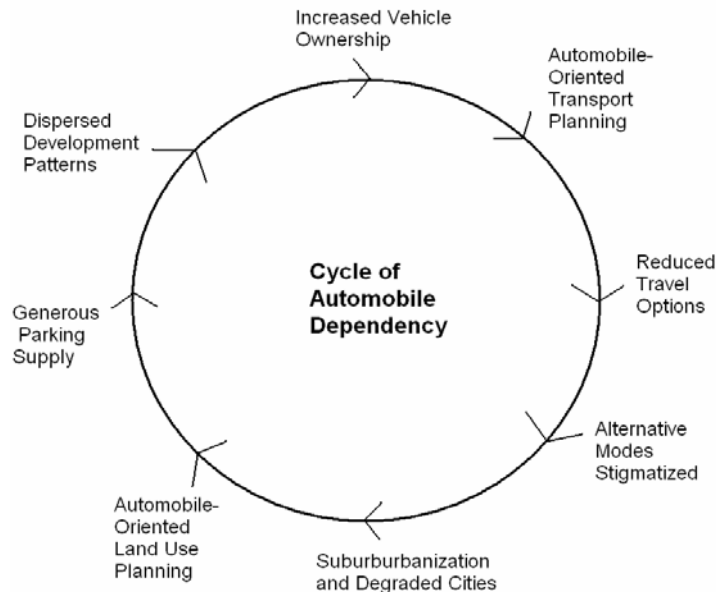 Increased Vehicle
Ownership
Automobile-
Oriented
Transport
Planning
Reduced
Travel
Options
Alternative
Modes
Stigmatized
Suburburbanization
and Degraded Cities
Automobile-
Oriented
Land Use
Planning
Generous
Parking
Supply
Dispersed
Development
Patterns
Cycle of
Automobile
Dependency